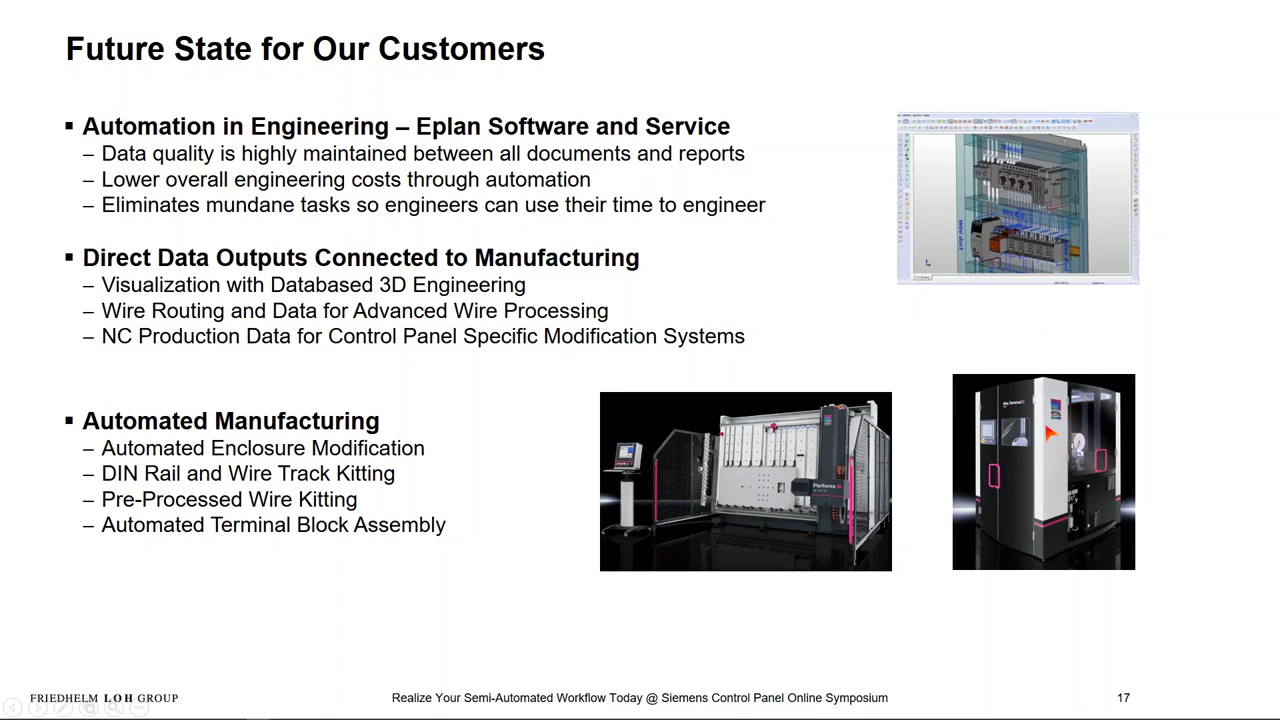 Future State for Our Customers
▪ Automation in Engineering – Eplan Software and Service
– Data quality is highly maintained between all documents and reports
– Lower overall engineering costs through automation
– Eliminates mundane tasks so engineers can use their time to engineer
▪ Direct Data Outputs Connected to Manufacturing
– Visualization with Databased 3D Engineering
– Wire Routing and Data for Advanced Wire Processing
– NC Production Data for Control Panel Specific Modification Systems
▪ Automated Manufacturing
– Automated Enclosure Modification
– DIN Rail and Wire Track Kitting
– Pre-Processed Wire Kitting
– Automated Terminal Block Assembly
Perforex
FRIEDHELM LOH GROUP
Realize Your Semi-Automated Workflow Today @ Siemens Control Panel Online Symposium
17